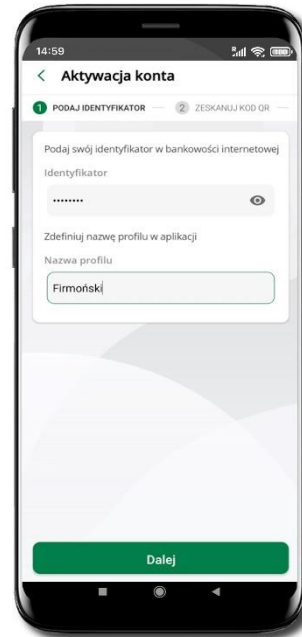 14:59
Aktywacja konta
1 PODAJ IDENTYFIKATOR 2 ZESKANUJ KOD QR
Podaj swój identyfikator w bankowości internetowej
Identyfikator
••••••••
Zdefiniuj nazwę profilu w aplikacji
Nazwa profilu
Firmoński
Dalej